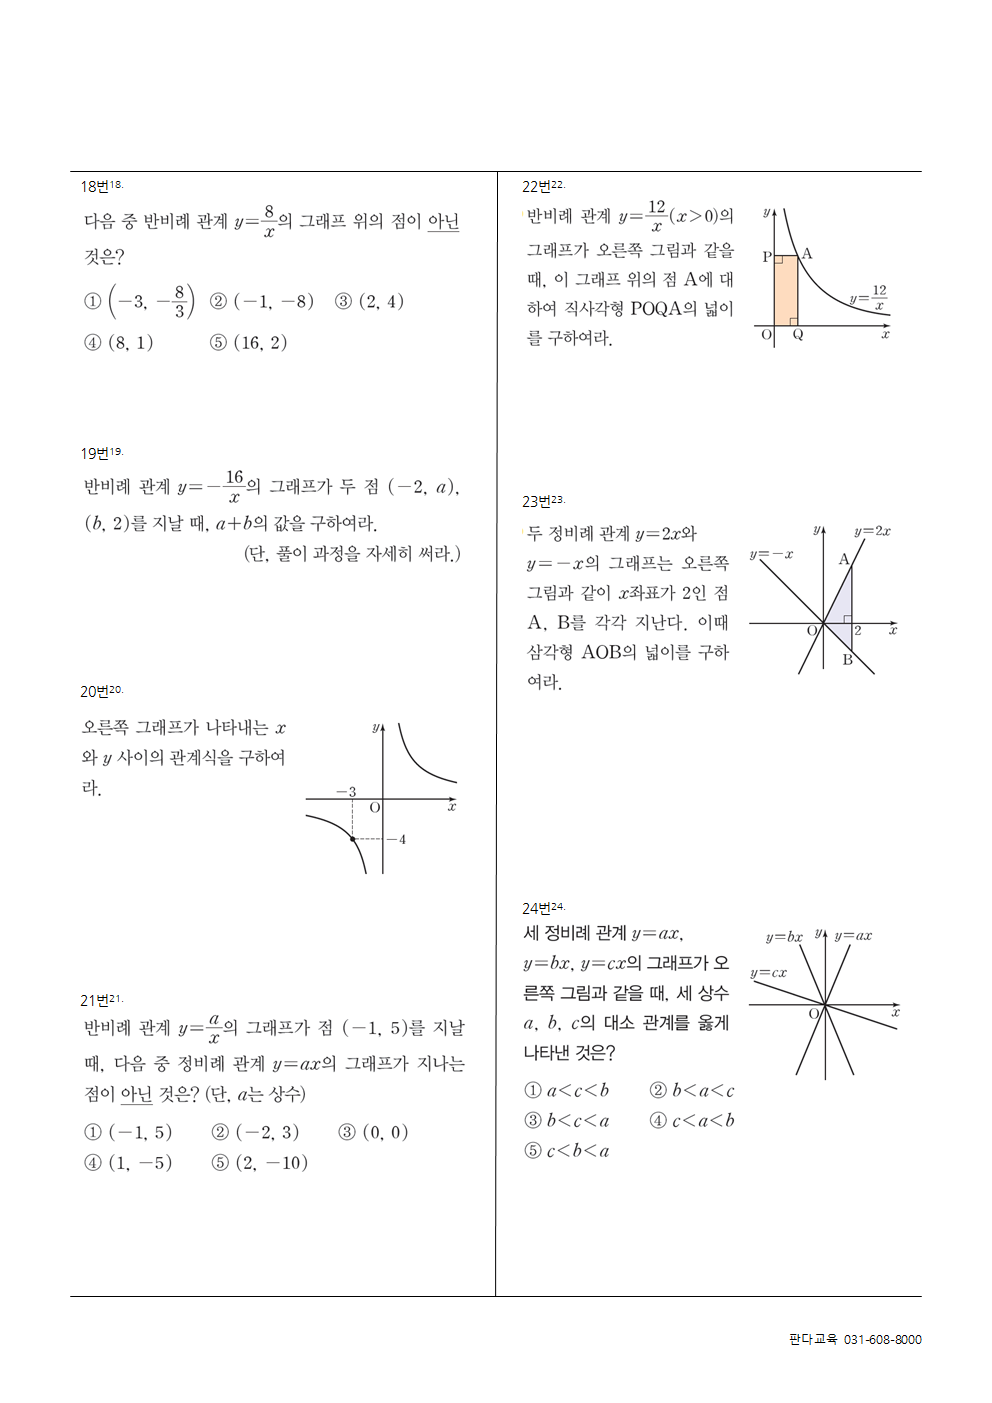 18번18.
다음 중 반비례 관계 y=8/x의 그래프 위의 점이 아닌
것은?
① (-3, -8/3) ② (-1, -8) ③ (2, 4)
④ (8, 1) ⑤ (16, 2)
19번19.
반비례 관계 y=-16/x의 그래프가 두 점 (-2, a),
(b, 2)를 지날 때, a+b의 값을 구하여라.
(단, 풀이 과정을 자세히 써라.)
20번20.
오른쪽 그래프가 나타내는 x
와 y 사이의 관계식을 구하여
라.
y
-3
O
x
-4
21번21.
반비례 관계 y=a/x의 그래프가 점 (-1, 5)를 지날
때, 다음 중 정비례 관계 y=ax의 그래프가 지나는
점이 아닌 것은? (단, a는 상수)
① (-1, 5) ② (-2, 3) ③ (0, 0)
④ (1, -5) ⑤ (2, -10)
22번22.
반비례 관계 y=12/x(x>0)의
그래프가 오른쪽 그림과 같을
때, 이 그래프 위의 점 A에 대
하여 직사각형 POQA의 넓이
를 구하여라.
y
P A
y=12/x
O Q x
23번23.
두 정비례 관계 y=2x와
y=-x의 그래프는 오른쪽
그림과 같이 x좌표가 2인 점
A, B를 각각 지난다. 이때
삼각형 AOB의 넓이를 구하
여라.
y y=2x
y=-x A
O 2 x
B
24번24.
세 정비례 관계 y=ax,
y=bx, y=cx의 그래프가 오
른쪽 그림과 같을 때, 세 상수
a, b, c의 대소 관계를 옳게
나타낸 것은?
y=bx y y=ax
y=cx
O x
① a<c<b ② b<a<c
③ b<c<a ④ c<a<b
⑤ c<b<a
판다교육 031-608-8000